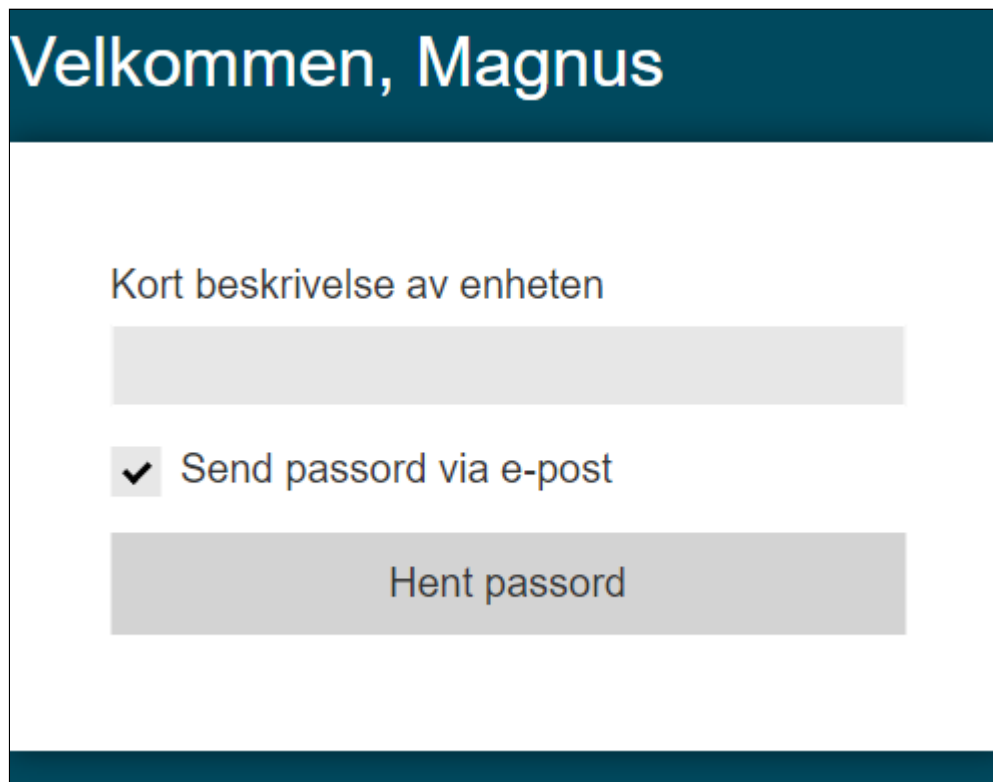 Velkommen, Magnus
Kort beskrivelse av enheten
Send passord via e-post
Hent passord